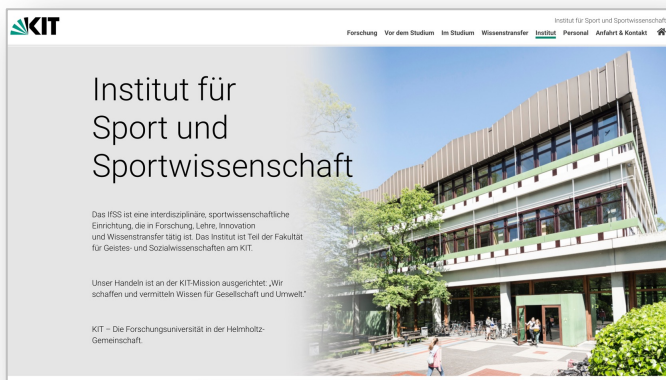 KIT
Institut für Sport und Sportwissenschaft
Forschung Vor dem Studium Im Studium Wissenstransfer Institut Personal Anfahrt & Kontakt
Institut für
Sport und
Sportwissenschaft
Das IfSS ist eine interdisziplinäre, sportwissenschaftliche
Einrichtung, die in Forschung, Lehre, Innovation
und Wissenstransfer tätig ist. Das Institut ist Teil der Fakultät
für Geistes- und Sozialwissenschaften am KIT.
Unser Handeln ist an der KIT-Mission ausgerichtet: „Wir
schaffen und vermitteln Wissen für Gesellschaft und Umwelt.“
KIT – Die Forschungsuniversität in der Helmholtz-
Gemeinschaft.